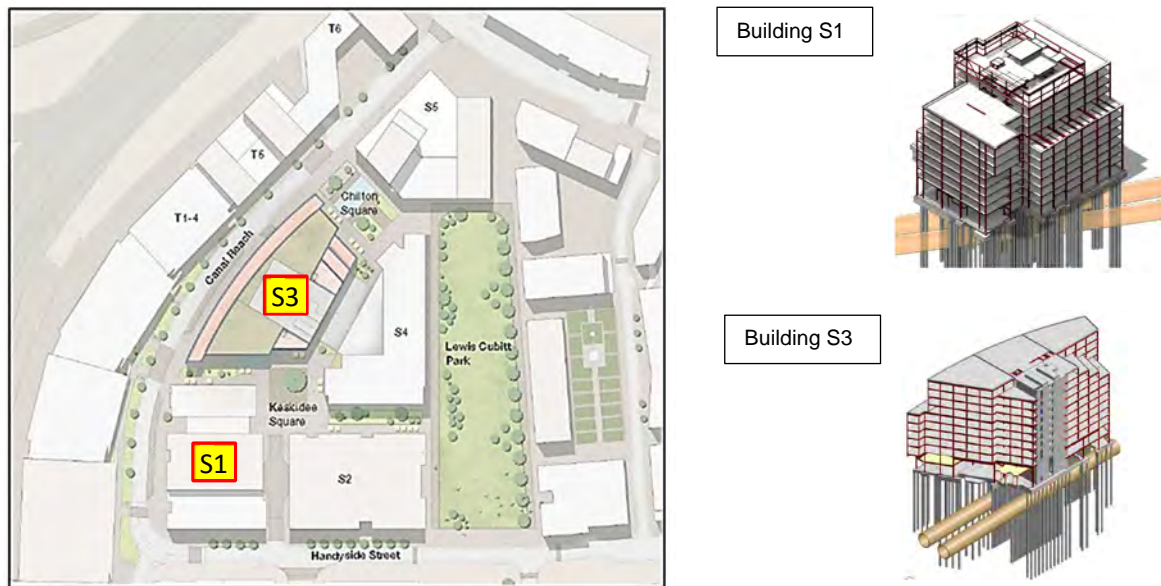 T6
S5
T5
Chilton
Square
T1-4
Canal Reach
S3
S4
Lewis Cubitt
Park
Keskidee
Square
S1
S2
Handyside Street
Building S1
Building S3